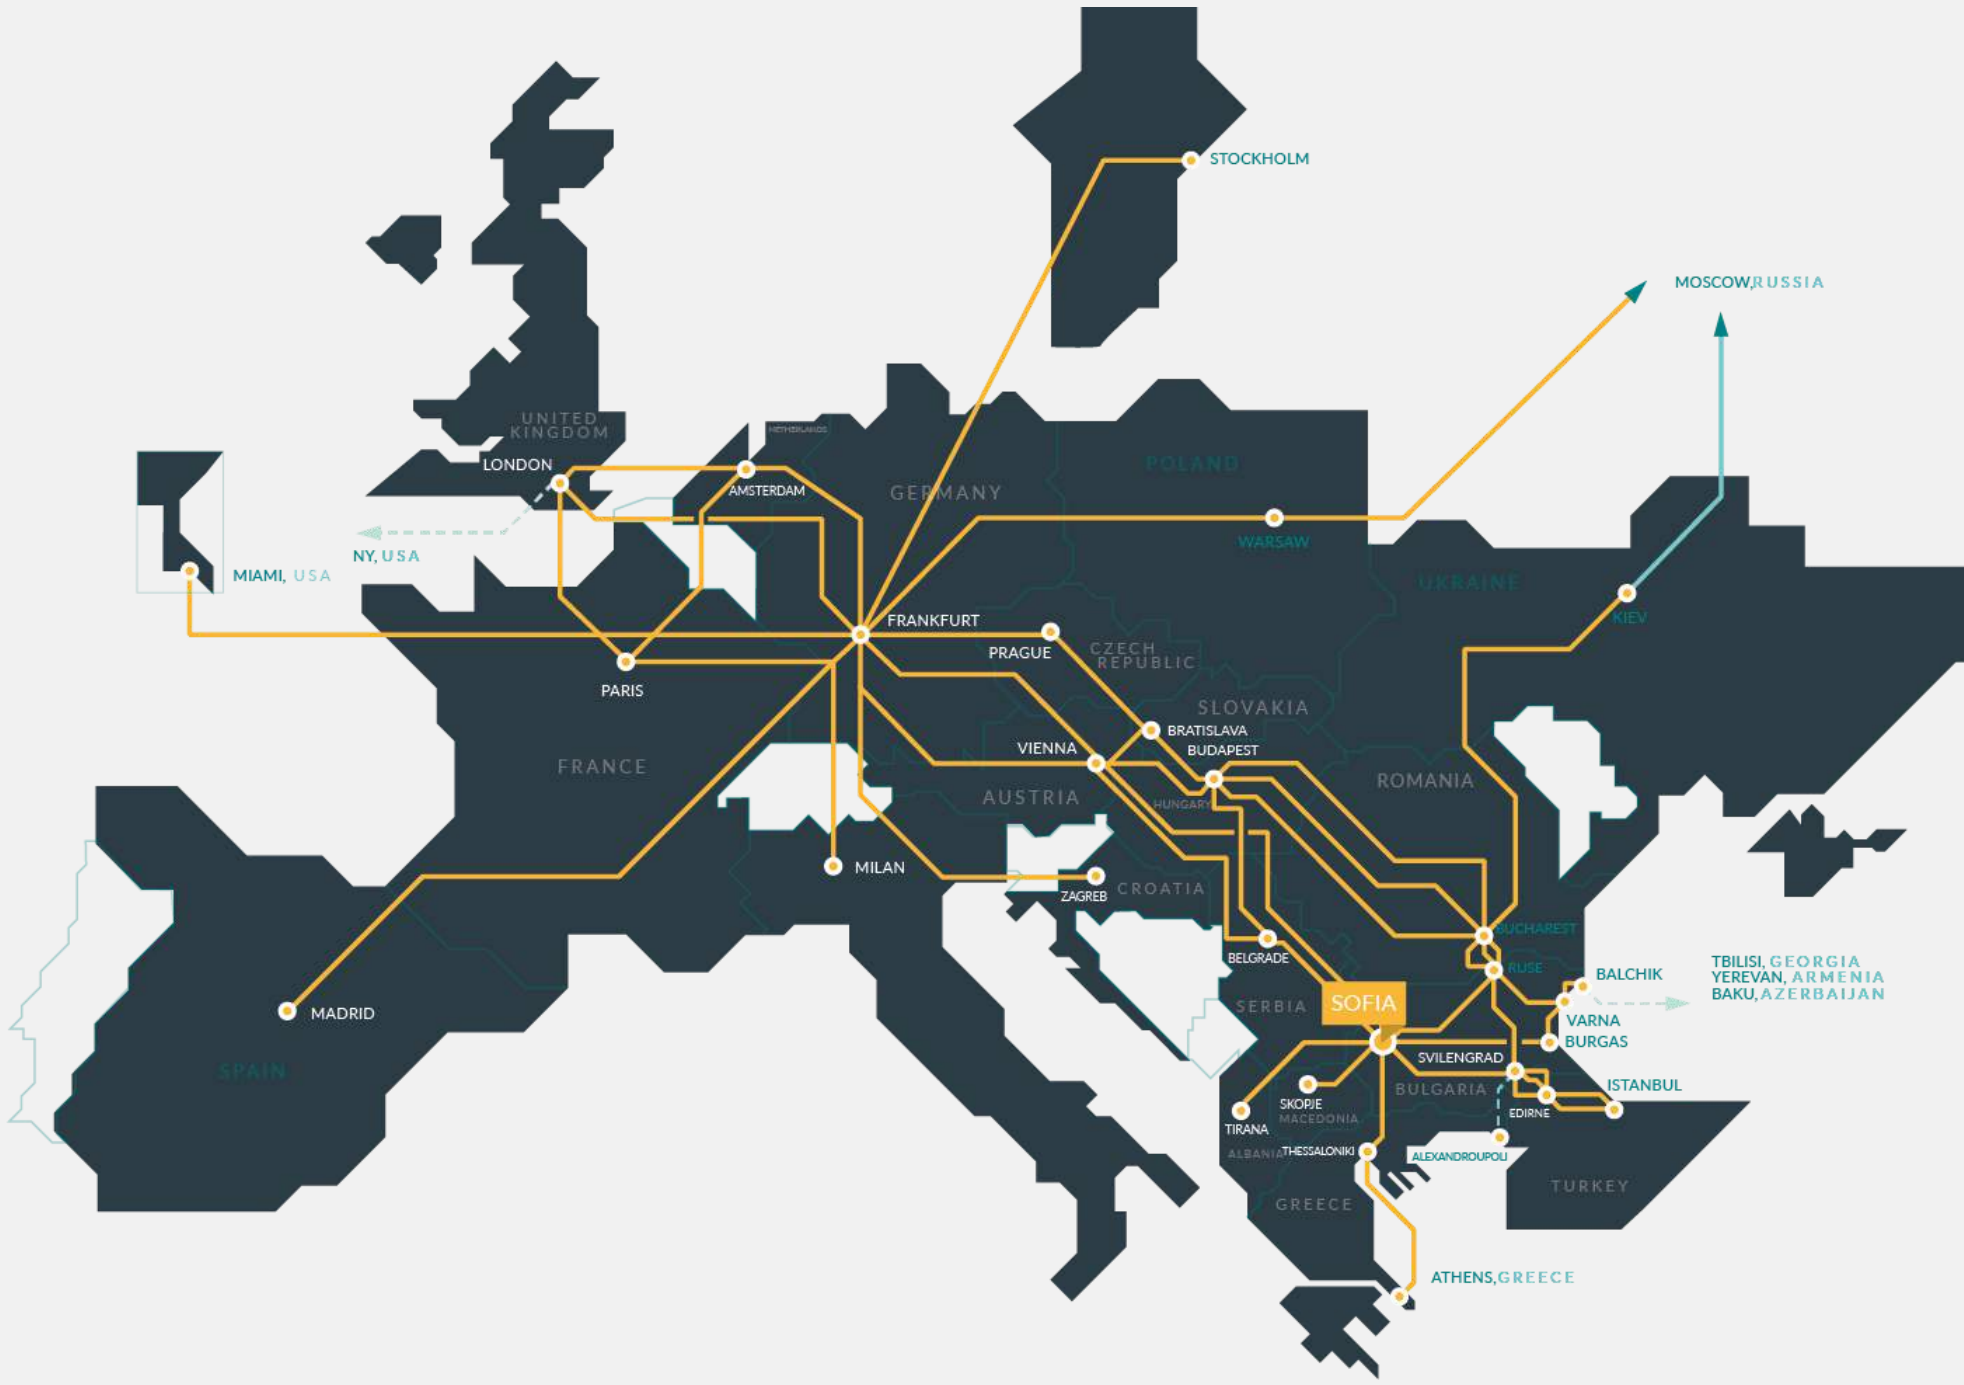 STOCKHOLM
MOSCOW,RUSSIA
UNITED
KINGDOM
NETHERLANDS
LONDON
POLAND
AMSTERDAM
GERMANY
WARSAW
NY, USA
MIAMI, USA
UKRAINE
KIEV
FRANKFURT
PRAGUE
CZECH
REPUBLIC
PARIS
SLOVAKIA
BRATISLAVA
VIENNA
BUDAPEST
FRANCE
ROMANIA
AUSTRIA
HUNGARY
MILAN
ZAGREB
CROATIA
BUCHAREST
BELGRADE
RUSE
TBILISI, GEORGIA
YEREVAN, ARMENIA
BAKU, AZERBAIJAN
BALCHIK
SERBIA
SOFIA
MADRID
VARNA
BURGAS
SVILENGRAD
SPAIN
BULGARIA
ISTANBUL
SKOPJE
MACEDONIA
EDIRNE
TIRANA
ALBANIA
THESSALONIKI
ALEXANDROUPOLI
TURKEY
GREECE
ATHENS,GREECE